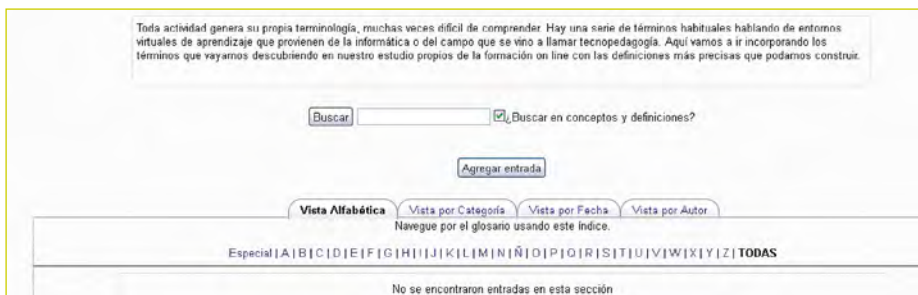 Toda actividad genera su propia terminología, muchas veces difícil de comprender. Hay una serie de términos habituales hablando de entornos
virtuales de aprendizaje que provienen de la informática o del campo que se vino a llamar tecnopedagogía. Aquí vamos a ir incorporando los
términos que vayamos descubriendo en nuestro estudio propios de la formación on line con las definiciones más precisas que podamos construir.
Buscar ¿Buscar en conceptos y definiciones?
Agregar entrada
Vista Alfabética Vista por Categoría Vista por Fecha Vista por Autor
Navegue por el glosario usando este índice.
Especial | A | B | C | D | E | F | G | H | I | J | K | L | M | N | Ñ | O | P | Q | R | S | T | U | V | W | X | Y | Z | TODAS
No se encontraron entradas en esta sección